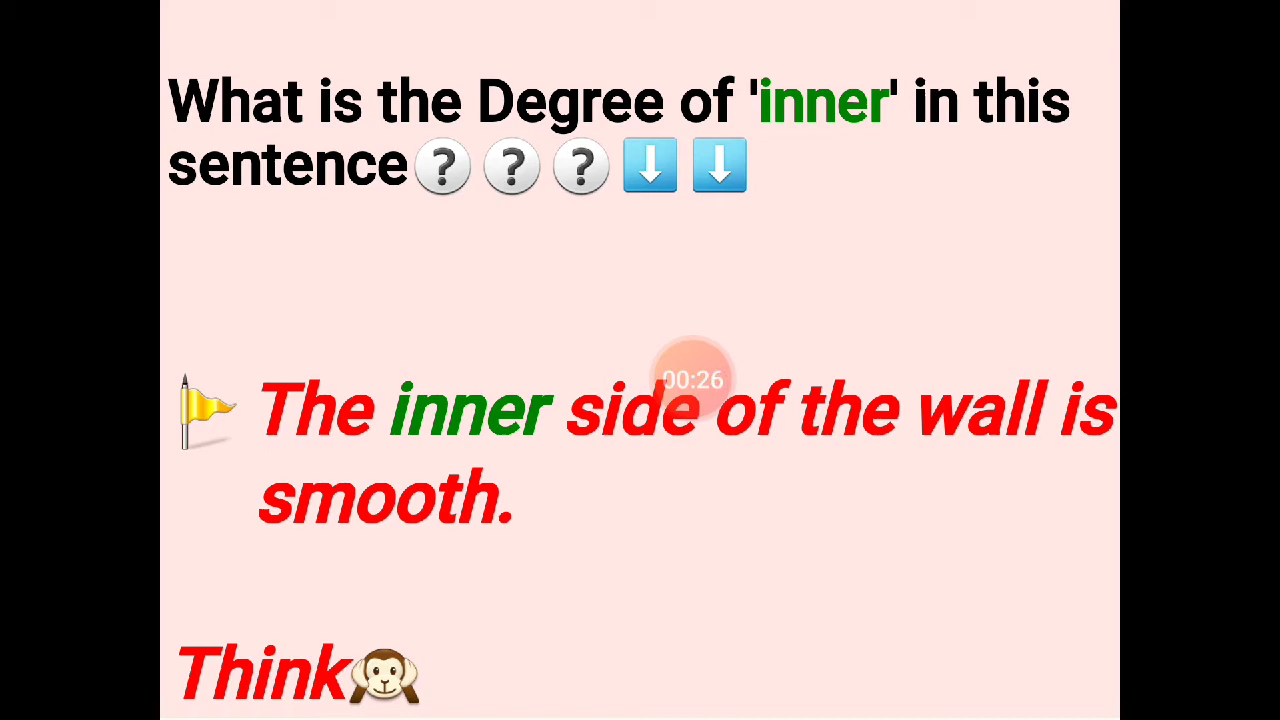 What is the Degree of 'inner' in this
sentence❔❔❔⬇️⬇️
00:26
The inner side of the wall is
smooth.
Think🙉